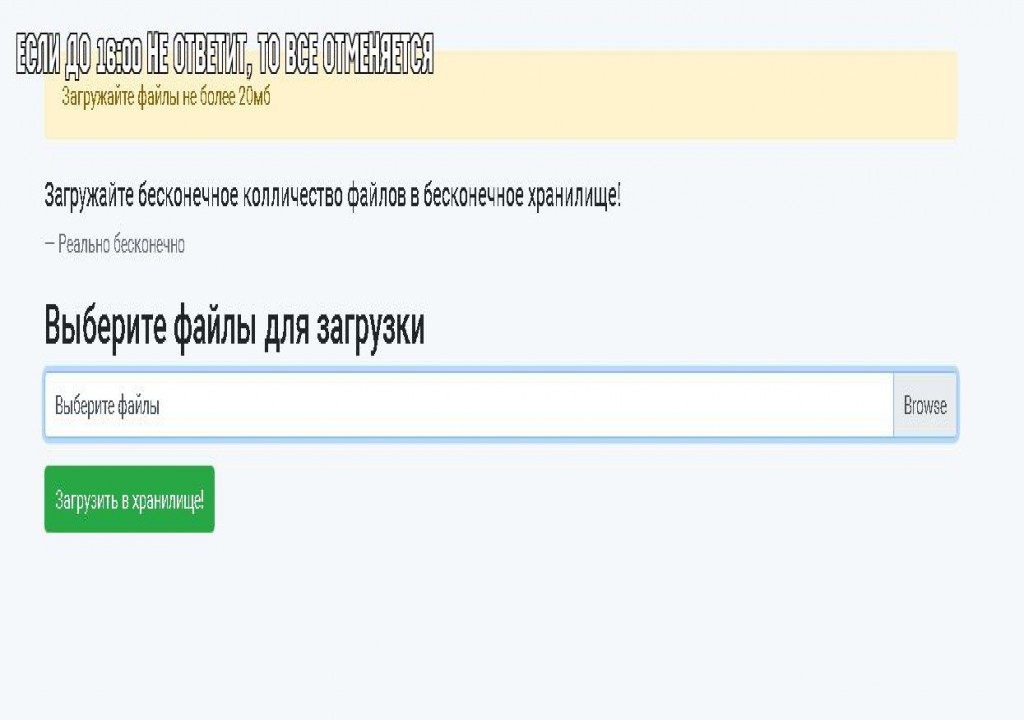 ЕСЛИ ДО 18:00 НЕ ОТВЕТИТ, ТО ВСЕ ОТМЕНЯЕТСЯ
Загружайте файлы не более 20мб
Загружайте бесконечное колличество файлов в бесконечное хранилище!
— Реально бесконечно
Выберите файлы для загрузки
Выберите файлы
Browse
Загрузить в хранилище!